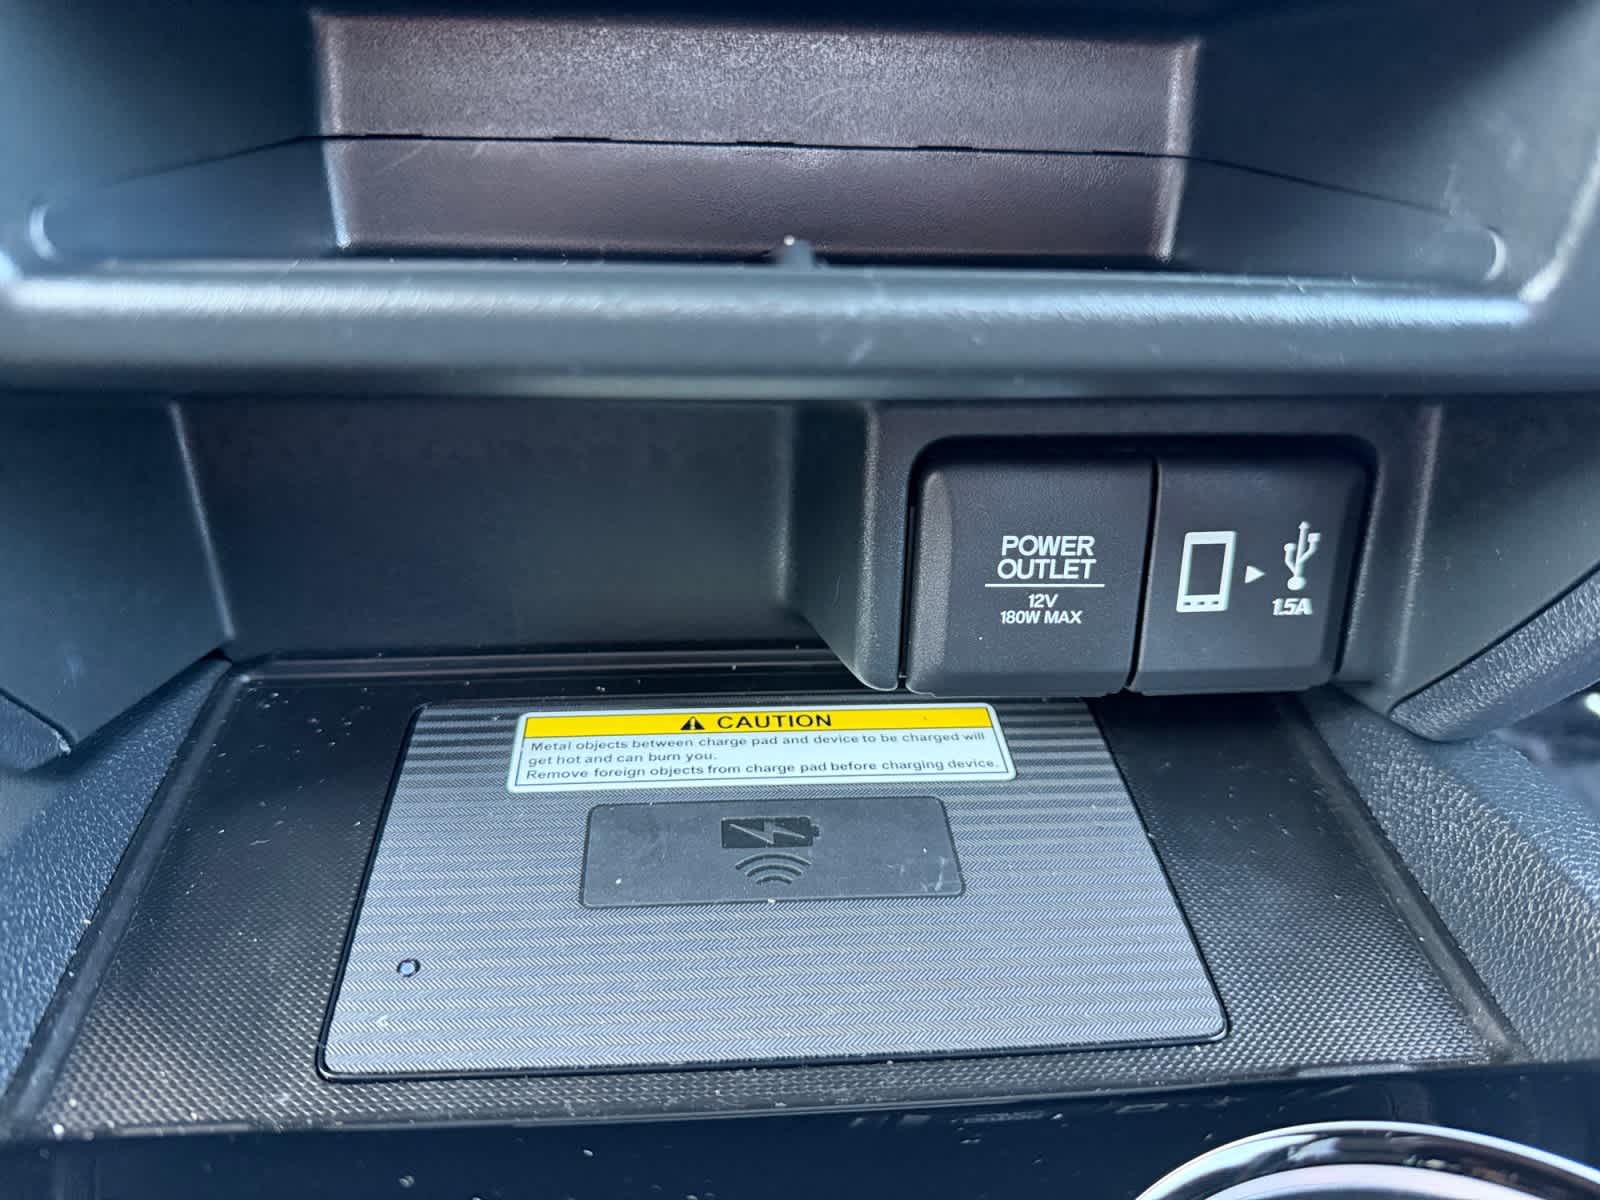 POWER
OUTLET
12V
180W MAX
1.5A
CAUTION
Metal objects between charge pad and device to be charged will
get hot and can burn you.
Remove foreign objects from charge pad before charging device.